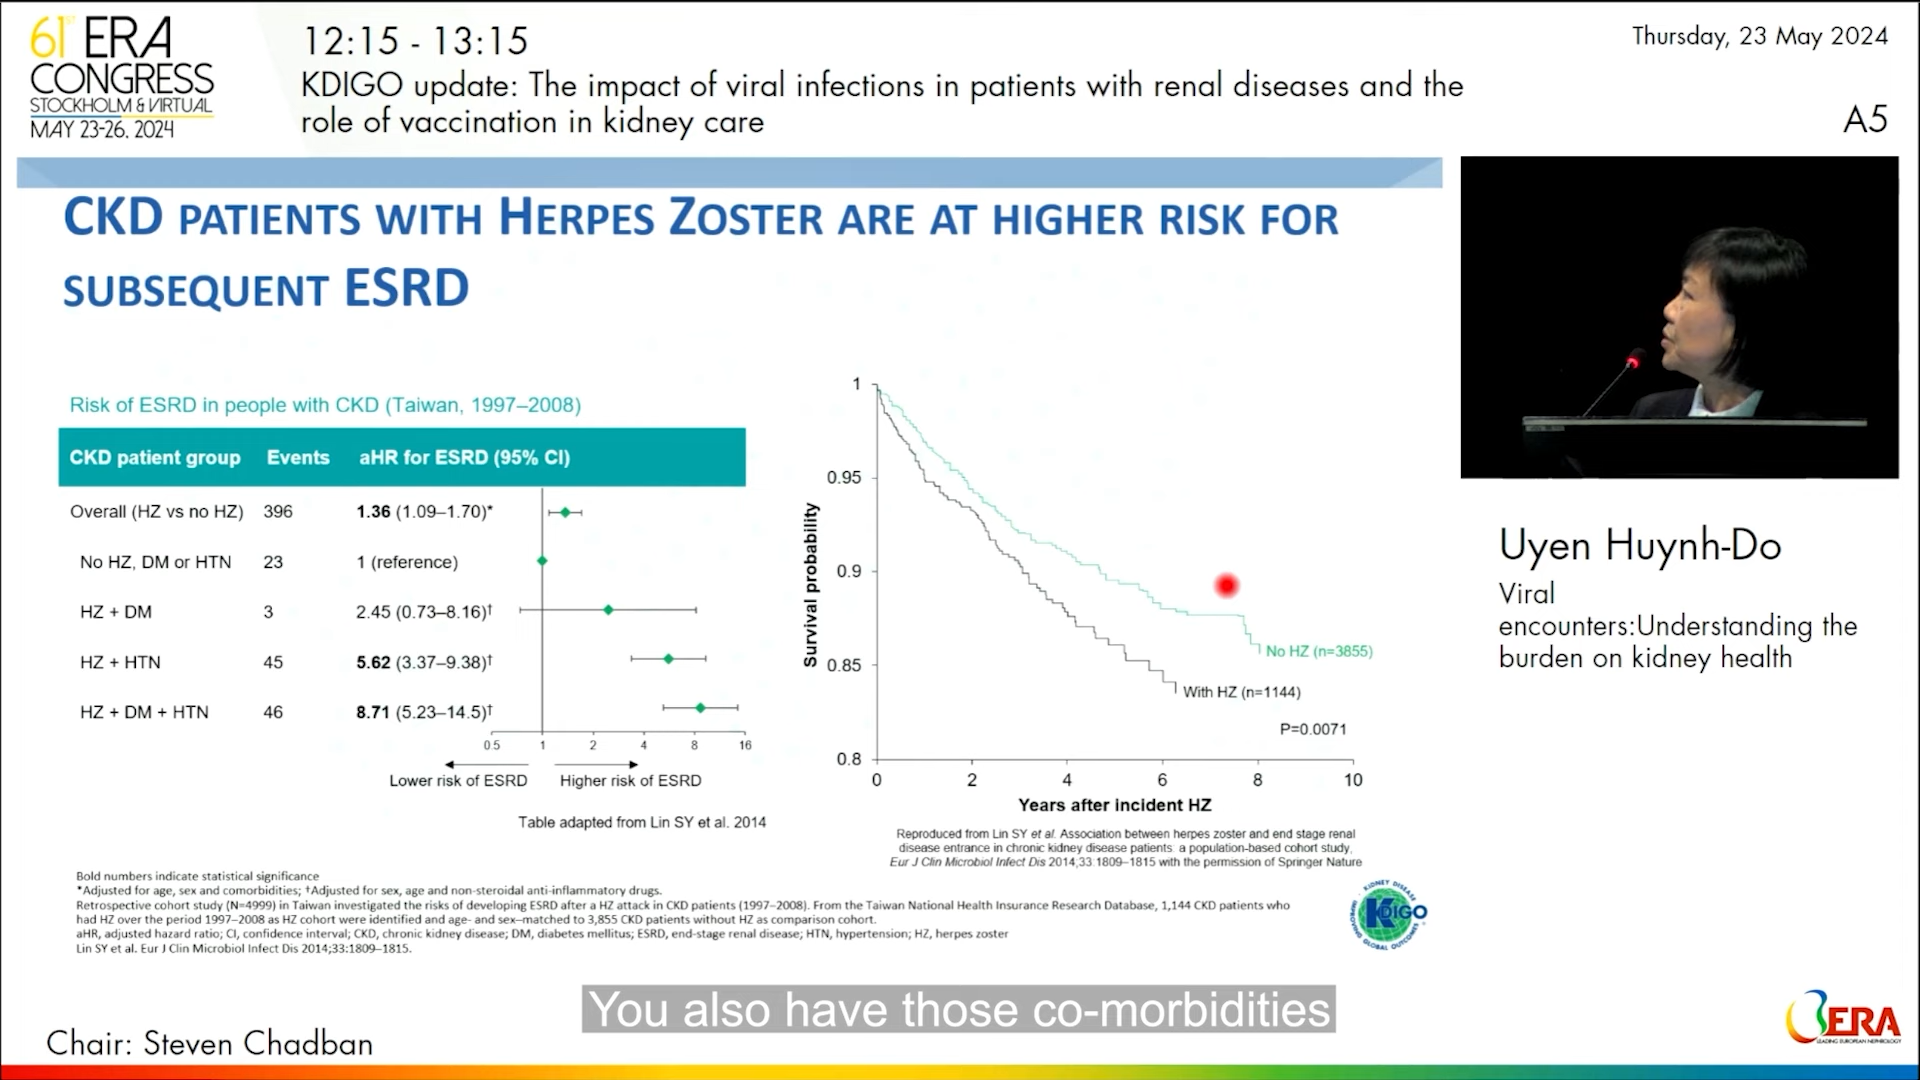 61ST ERA
CONGRESS
STOCKHOLM & VIRTUAL
MAY 23-26, 2024
12:15 - 13:15
KDIGO update: The impact of viral infections in patients with renal diseases and the
role of vaccination in kidney care
Thursday, 23 May 2024
A5
CKD PATIENTS WITH HERPES ZOSTER ARE AT HIGHER RISK FOR
SUBSEQUENT ESRD
Risk of ESRD in people with CKD (Taiwan, 1997–2008)
CKD patient group Events aHR for ESRD (95% CI)
Overall (HZ vs no HZ) 396 1.36 (1.09–1.70)*
No HZ, DM or HTN 23 1 (reference)
HZ + DM 3 2.45 (0.73–8.16)†
HZ + HTN 45 5.62 (3.37–9.38)†
HZ + DM + HTN 46 8.71 (5.23–14.5)†
0.5 1 2 4 8 16
Lower risk of ESRD Higher risk of ESRD
Table adapted from Lin SY et al. 2014
Survival probability
1
0.95
0.9
0.85
0.8
No HZ (n=3855)
With HZ (n=1144)
P=0.0071
0 2 4 6 8 10
Years after incident HZ
Reproduced from Lin SY et al. Association between herpes zoster and end stage renal
disease entrance in chronic kidney disease patients: a population-based cohort study,
Eur J Clin Microbiol Infect Dis 2014;33:1809–1815 with the permission of Springer Nature
Bold numbers indicate statistical significance
*Adjusted for age, sex and comorbidities; †Adjusted for sex, age and non-steroidal anti-inflammatory drugs.
Retrospective cohort study (N=4999) in Taiwan investigated the risks of developing ESRD after a HZ attack in CKD patients (1997–2008). From the Taiwan National Health Insurance Research Database, 1,144 CKD patients who
had HZ over the period 1997–2008 as HZ cohort were identified and age- and sex–matched to 3,855 CKD patients without HZ as comparison cohort.
aHR, adjusted hazard ratio; CI, confidence interval; CKD, chronic kidney disease; DM, diabetes mellitus; ESRD, end-stage renal disease; HTN, hypertension; HZ, herpes zoster
Lin SY et al. Eur J Clin Microbiol Infect Dis 2014;33:1809–1815.
KIDNEY DISEASE
KDIGO
IMPROVING GLOBAL OUTCOMES
Uyen Huynh-Do
Viral
encounters:Understanding the
burden on kidney health
You also have those co-morbidities
Chair: Steven Chadban
ERA
LEADING EUROPEAN NEPHROLOGY